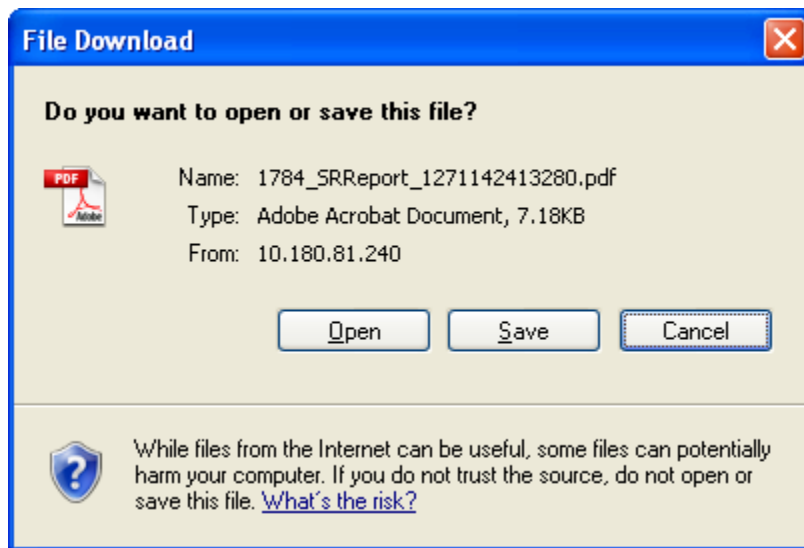 File Download
Do you want to open or save this file?
PDF
Adobe
Name: 1784_SRReport_1271142413280.pdf
Type: Adobe Acrobat Document, 7.18KB
From: 10.180.81.240
Open Save Cancel
While files from the Internet can be useful, some files can potentially
harm your computer. If you do not trust the source, do not open or
save this file. What's the risk?